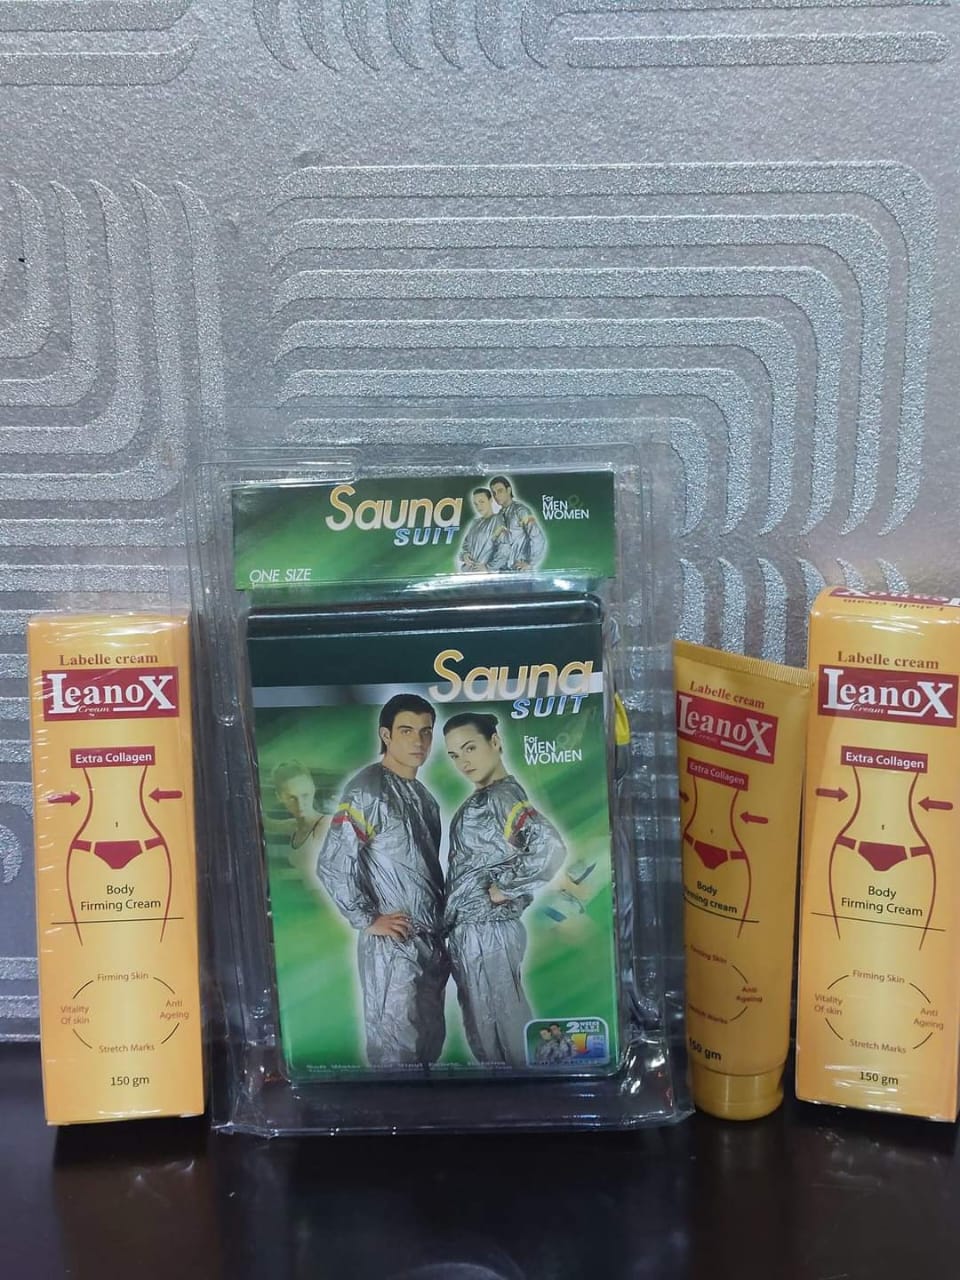 Sauna
SUIT
For
MEN
WOMEN
ONE SIZE
Labelle cream
LeanoX
Cream
Extra Collagen
Body
Firming Cream
Firming Skin
Vitality
Of skin
Anti
Ageing
Stretch Marks
150 gm
Sauna
SUIT
For
MEN
WOMEN
2
Labelle cream
LeanoX
Extra Collagen
Body
Firming cream
Firming Skin
Anti
Ageing
Stretch Marks
150 gm
LeanoX
Labelle cream
Labelle cream
LeanoX
Cream
Extra Collagen
Body
Firming Cream
Firming Skin
Vitality
Of skin
Anti
Ageing
Stretch Marks
150 gm